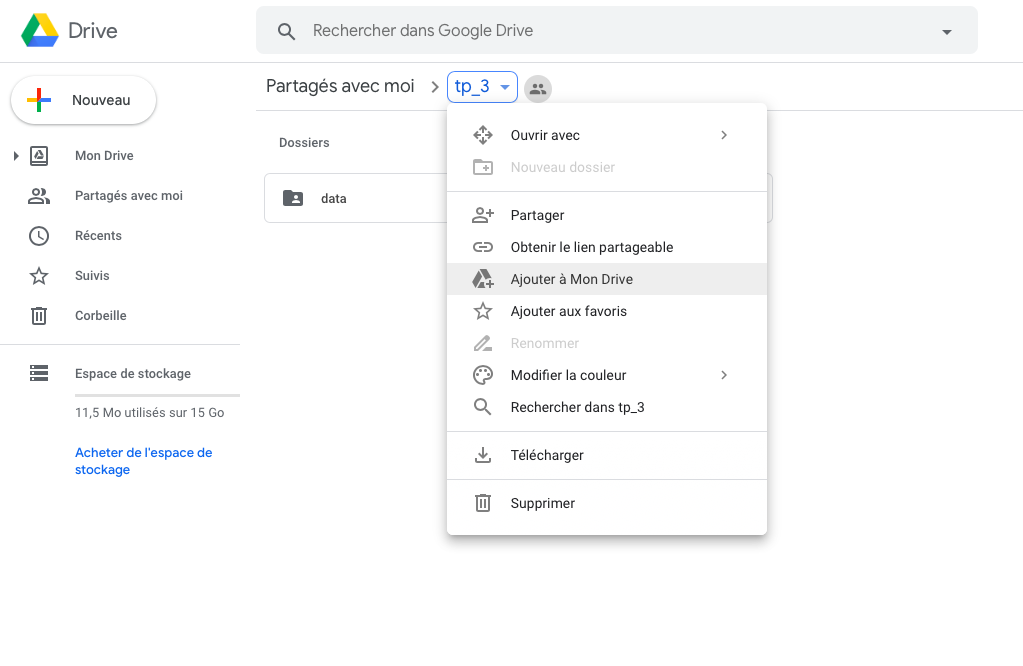 Drive
Rechercher dans Google Drive
Nouveau
Partagés avec moi
tp_3
Mon Drive
Partagés avec moi
Récents
Suivis
Corbeille
Espace de stockage
11,5 Mo utilisés sur 15 Go
Acheter de l'espace de
stockage
Dossiers
data
Ouvrir avec
Nouveau dossier
Partager
Obtenir le lien partageable
Ajouter à Mon Drive
Ajouter aux favoris
Renommer
Modifier la couleur
Rechercher dans tp_3
Télécharger
Supprimer